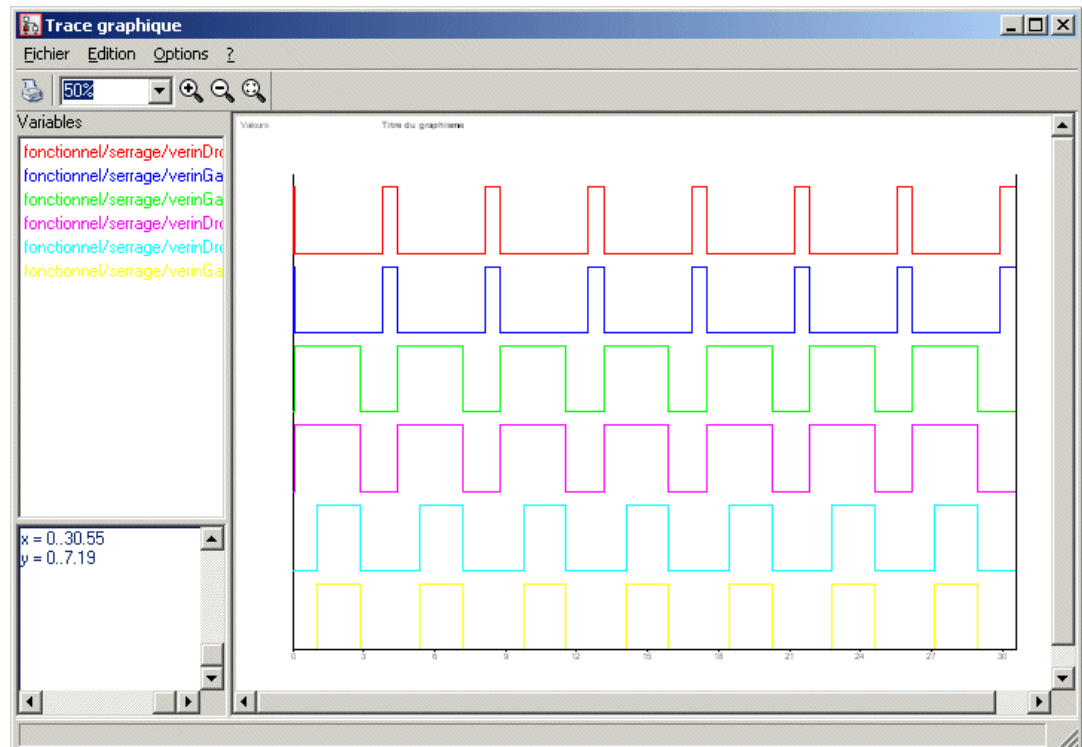 Trace graphique
Fichier Edition Options ?
50%
Variables
fonctionnel/serrage/verinDro
fonctionnel/serrage/verinGa
fonctionnel/serrage/verinGa
fonctionnel/serrage/verinDro
fonctionnel/serrage/verinDro
fonctionnel/serrage/verinGa
x = 0..30.55
y = 0..7.19
Valeurs Titre du graphisme
0 3 6 9 12 15 18 21 24 27 30